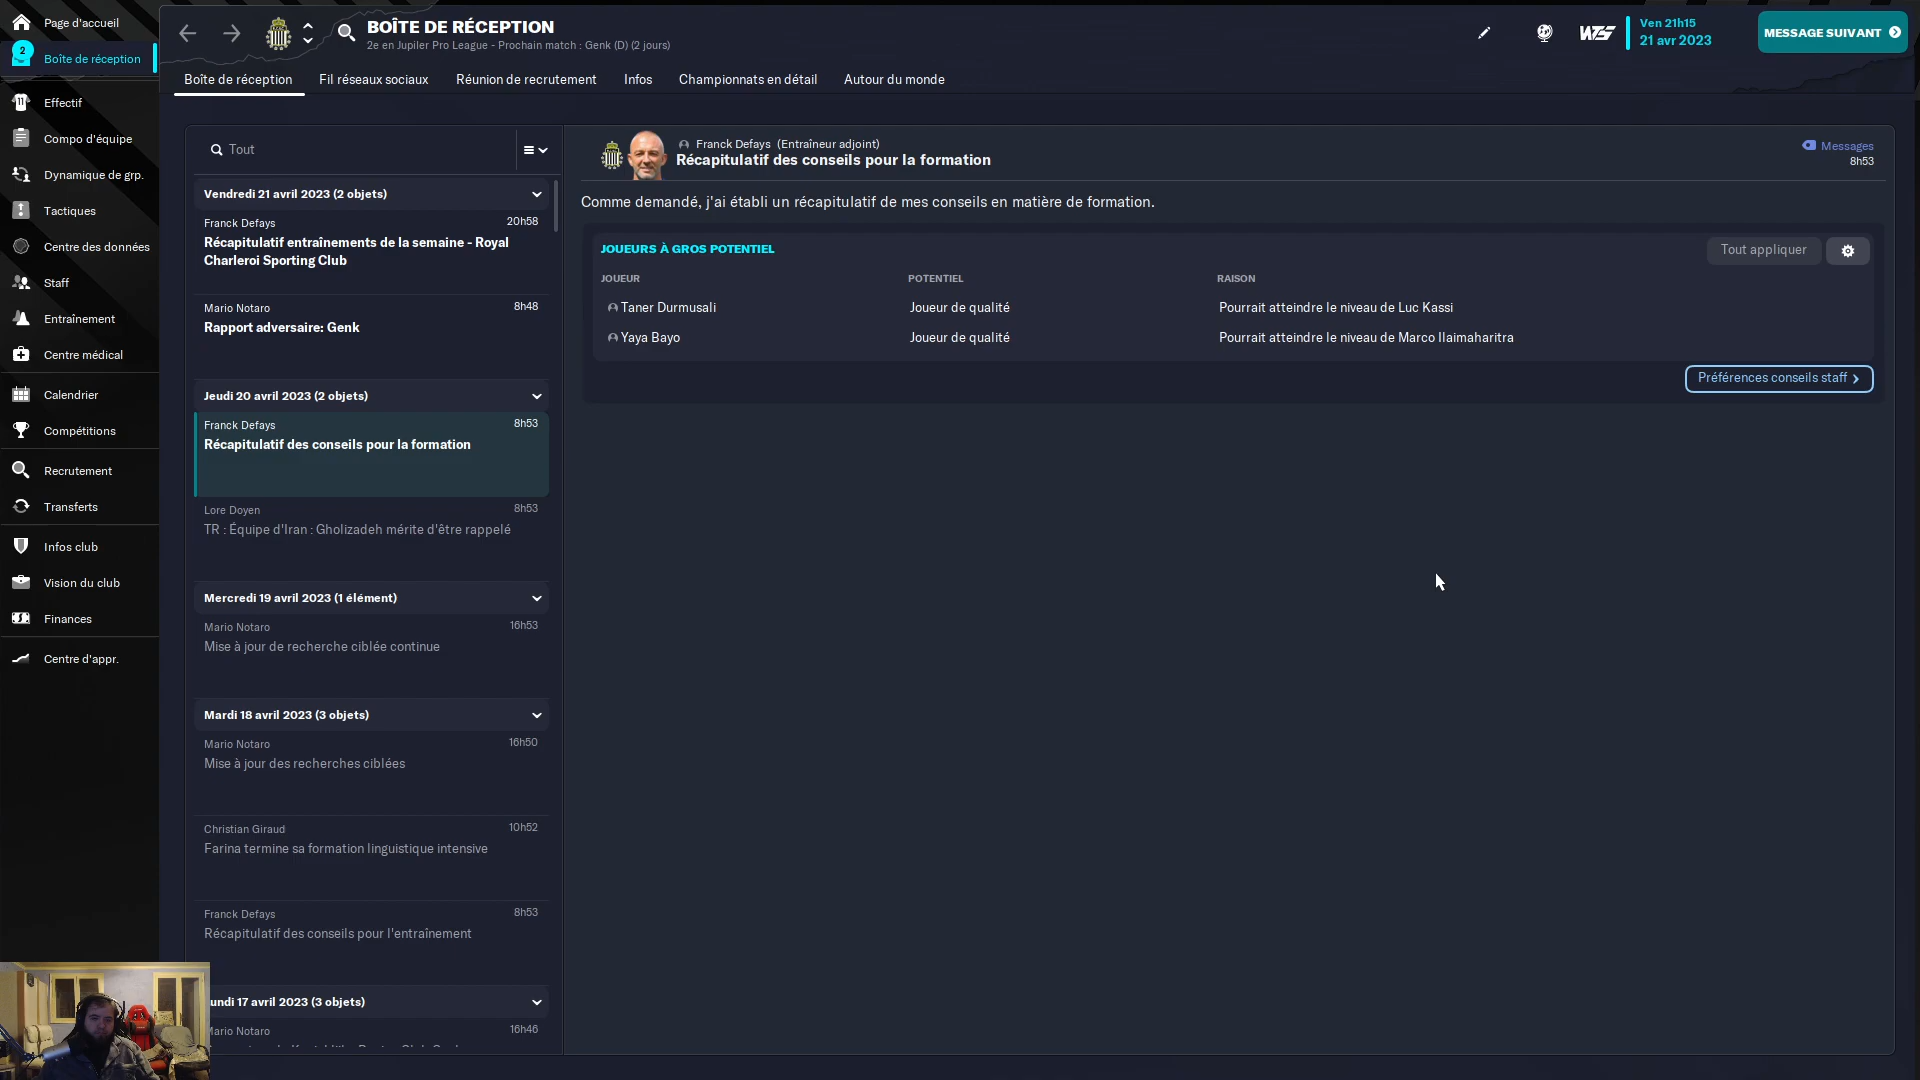 Page d'accueil
2
Boîte de réception
Effectif
Compo d'équipe
Dynamique de grp.
Tactiques
Centre des données
Staff
Entraînement
Centre médical
Calendrier
Compétitions
Recrutement
Transferts
Infos club
Vision du club
Finances
Centre d'appr.
BOÎTE DE RÉCEPTION
2e en Jupiler Pro League - Prochain match : Genk (D) (2 jours)
Ven 21h15
21 avr 2023
MESSAGE SUIVANT
Boîte de réception Fil réseaux sociaux Réunion de recrutement Infos Championnats en détail Autour du monde
Tout
Vendredi 21 avril 2023 (2 objets)
Franck Defays 20h58
Récapitulatif entraînements de la semaine - Royal
Charleroi Sporting Club
Mario Notaro 8h48
Rapport adversaire: Genk
Jeudi 20 avril 2023 (2 objets)
Franck Defays 8h53
Récapitulatif des conseils pour la formation
Lore Doyen 8h53
TR : Équipe d'Iran : Gholizadeh mérite d'être rappelé
Mercredi 19 avril 2023 (1 élément)
Mario Notaro 16h53
Mise à jour de recherche ciblée continue
Mardi 18 avril 2023 (3 objets)
Mario Notaro 16h50
Mise à jour des recherches ciblées
Christian Giraud 10h52
Farina termine sa formation linguistique intensive
Franck Defays 8h53
Récapitulatif des conseils pour l'entraînement
undi 17 avril 2023 (3 objets)
Mario Notaro 16h46
Franck Defays (Entraîneur adjoint)
Récapitulatif des conseils pour la formation
Messages
8h53
Comme demandé, j'ai établi un récapitulatif de mes conseils en matière de formation.
JOUEURS À GROS POTENTIEL
Tout appliquer
JOUEUR POTENTIEL RAISON
Taner Durmusali Joueur de qualité Pourrait atteindre le niveau de Luc Kassi
Yaya Bayo Joueur de qualité Pourrait atteindre le niveau de Marco Ilaimaharitra
Préférences conseils staff